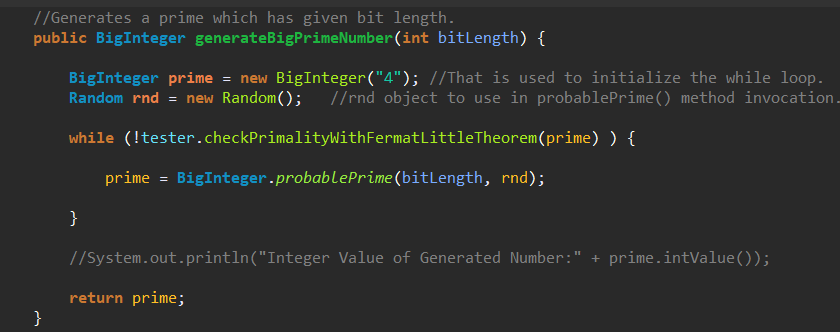 //Generates a prime which has given bit length.
public BigInteger generateBigPrimeNumber(int bitLength) {
BigInteger prime = new BigInteger("4"); //That is used to initialize the while loop.
Random rnd = new Random(); //rnd object to use in probablePrime() method invocation.
while (!tester.checkPrimalityWithFermatLittleTheorem(prime) ) {
prime = BigInteger.probablePrime(bitLength, rnd);
}
//System.out.println("Integer Value of Generated Number:" + prime.intValue());
return prime;
}